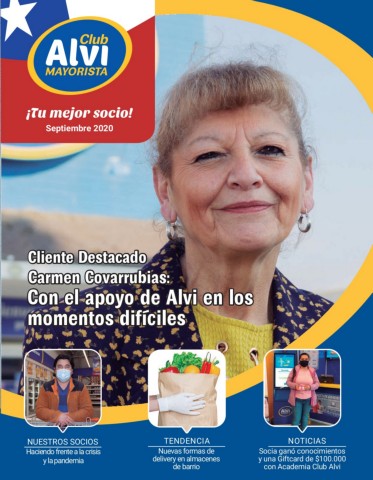 Club
Alvi
MAYORISTA
¡Tu mejor socio!
Septiembre 2020
Cliente Destacado
Carmen Covarrubias:
Con el apoyo de Alvi en los
momentos difíciles
NUESTROS SOCIOS
Haciendo frente a la crisis
y la pandemia
TENDENCIA
Nuevas formas de
delivery en almacenes
de barrio
NOTICIAS
Socia ganó conocimientos
y una Giftcard de $100.000
con Academia Club Alvi